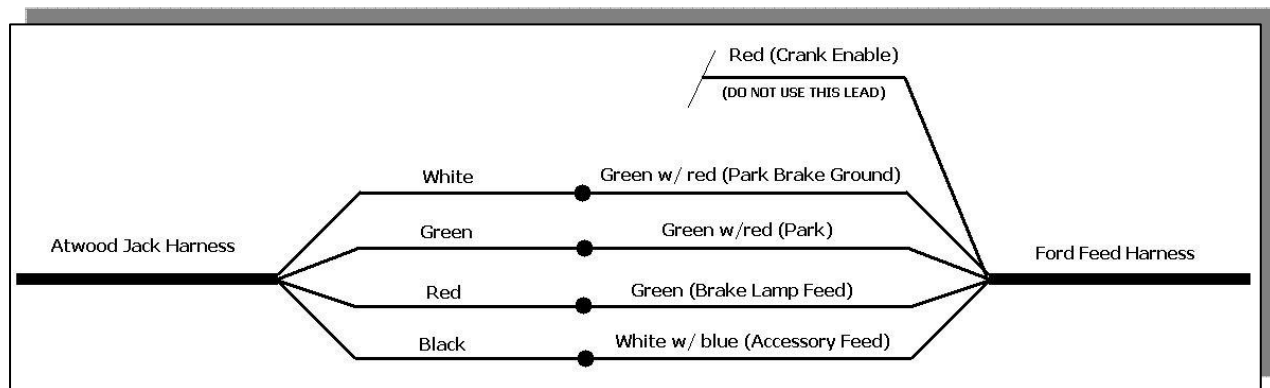 Red (Crank Enable)
(DO NOT USE THIS LEAD)
White
Green w/ red (Park Brake Ground)
Atwood Jack Harness
Green
Green w/red (Park)
Ford Feed Harness
Red
Green (Brake Lamp Feed)
Black
White w/ blue (Accessory Feed)